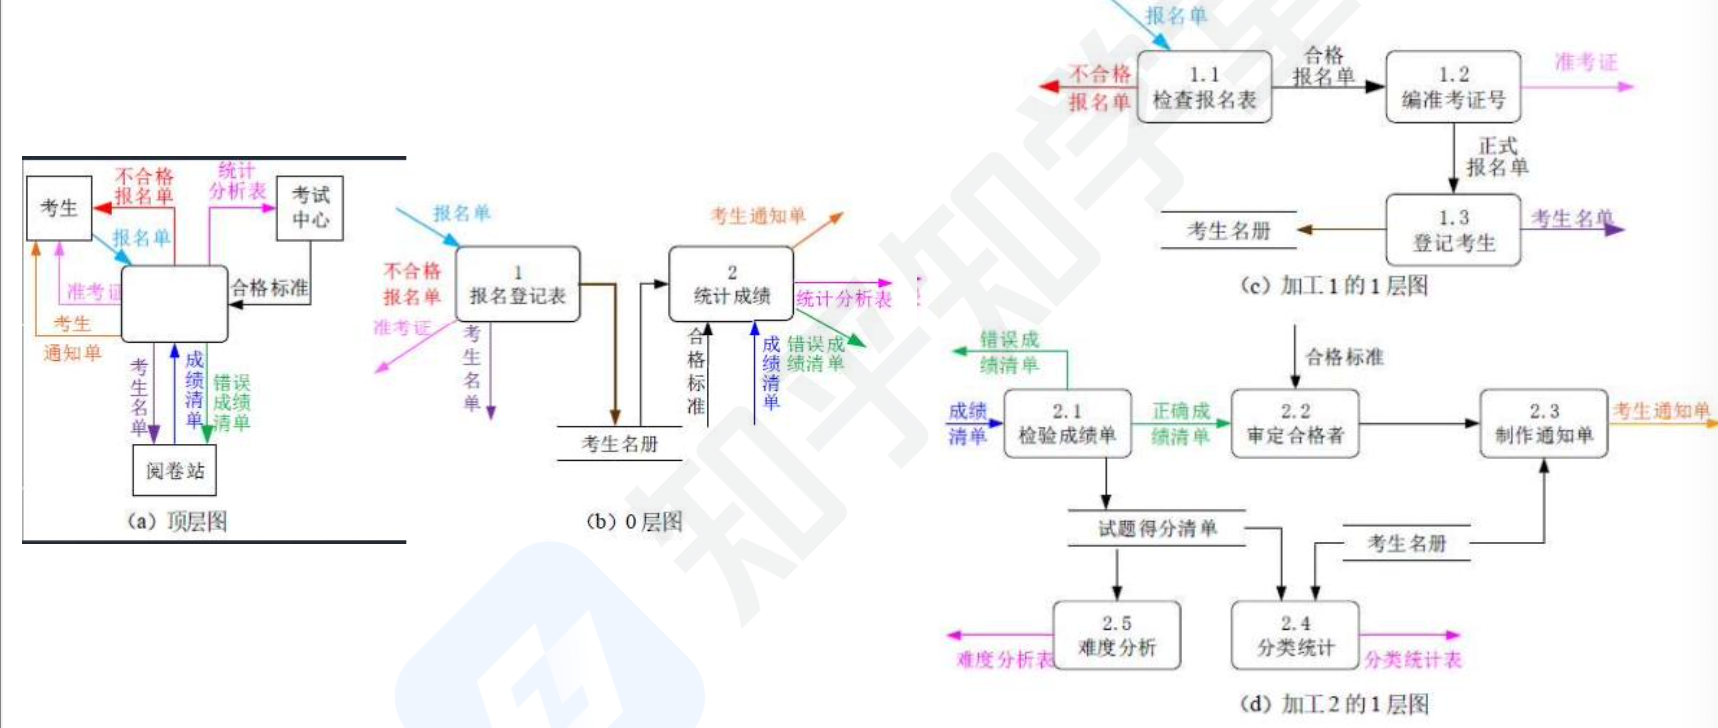 不合格
报名单
统计
分析表
考生
考试
中心
报名单
准考证
合格标准
考生
通知单
考生名单
成绩清单
错误
成绩
清单
阅卷站
(a) 顶层图
报名单
考生通知单
不合格
报名单
1
报名登记表
2
统计成绩
统计分析表
准考证
考生名单
合格标准
成绩清单
错误成
绩清单
考生名册
(b) 0层图
报名单
不合格
报名单
1.1
检查报名表
合格
报名单
1.2
编准考证号
准考证
正式
报名单
考生名册
1.3
登记考生
考生名单
(c) 加工1的1层图
错误成
绩清单
合格标准
成绩
清单
2.1
检验成绩单
正确成
绩清单
2.2
审定合格者
2.3
制作通知单
考生通知单
试题得分清单
考生名册
难度分析表
2.5
难度分析
2.4
分类统计
分类统计表
(d) 加工2的1层图
知乎知学堂